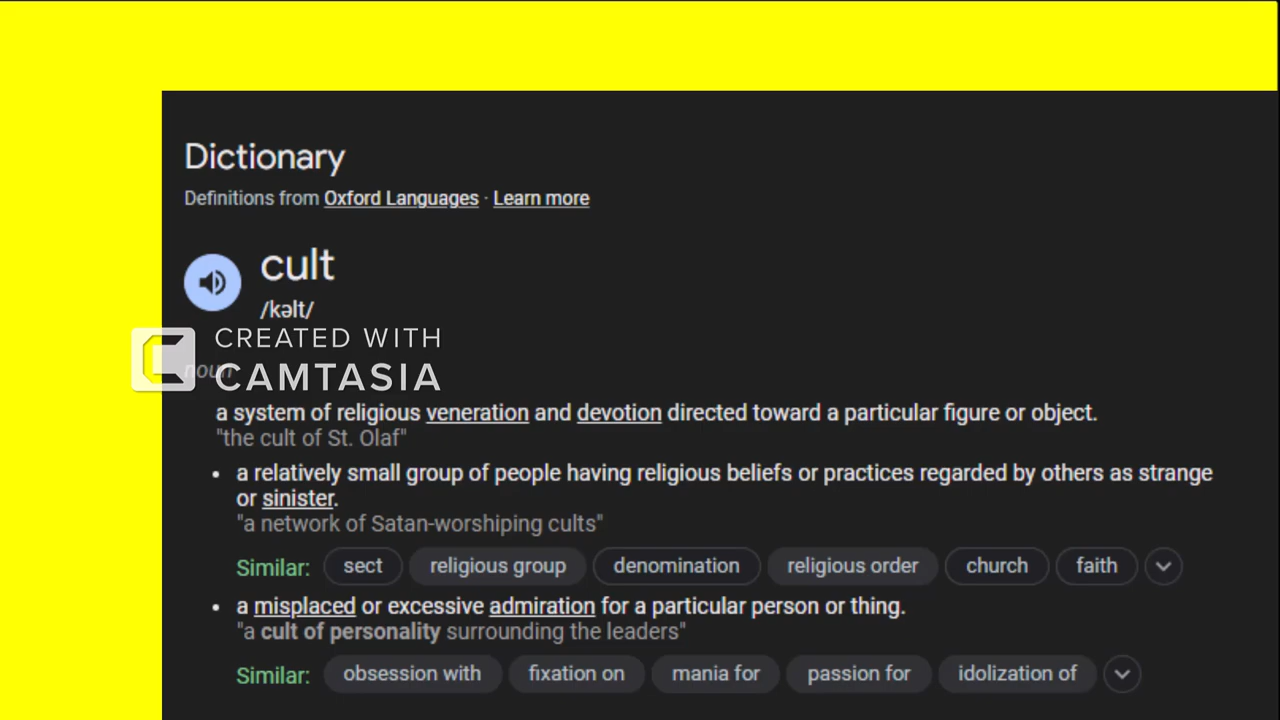 Dictionary
Definitions from Oxford Languages · Learn more
cult
/kəlt/
CREATED WITH
noun
CAMTASIA
a system of religious veneration and devotion directed toward a particular figure or object.
"the cult of St. Olaf"
• a relatively small group of people having religious beliefs or practices regarded by others as strange
or sinister.
"a network of Satan-worshiping cults"
Similar: sect religious group denomination religious order church faith
• a misplaced or excessive admiration for a particular person or thing.
"a cult of personality surrounding the leaders"
Similar: obsession with fixation on mania for passion for idolization of